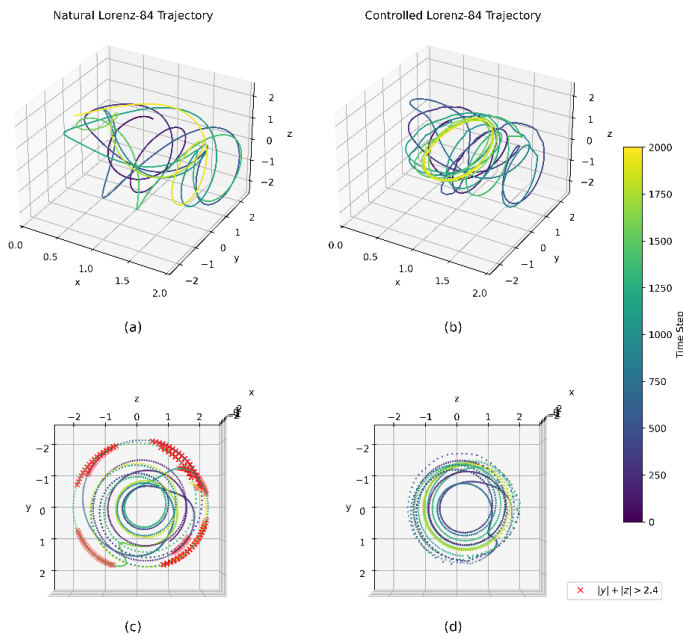 Natural Lorenz-84 Trajectory
Controlled Lorenz-84 Trajectory
2
1
0
−1
−2
z
0.0
0.5
1.0
1.5
2.0
x
−2
−1
0
1
2
y
2
1
0
−1
−2
z
0.0
0.5
1.0
1.5
2.0
x
−2
−1
0
1
2
y
2000
1750
1500
1250
1000
750
500
250
0
Time Step
(a)
(b)
z
x
−2 −1 0 1 2
−2
−1
y 0
1
2
z
x
−2 −1 0 1 2
−2
−1
y 0
1
2
|y| + |z| > 2.4
(c)
(d)